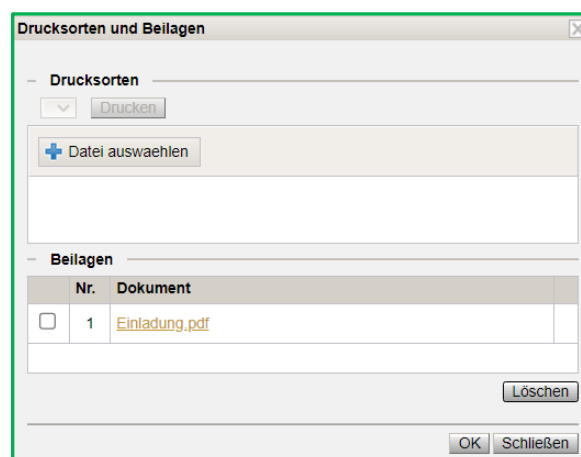 Drucksorten und Beilagen
Drucksorten
Drucken
Datei auswaehlen
Beilagen
Nr. Dokument
1 Einladung.pdf
Löschen
OK Schließen